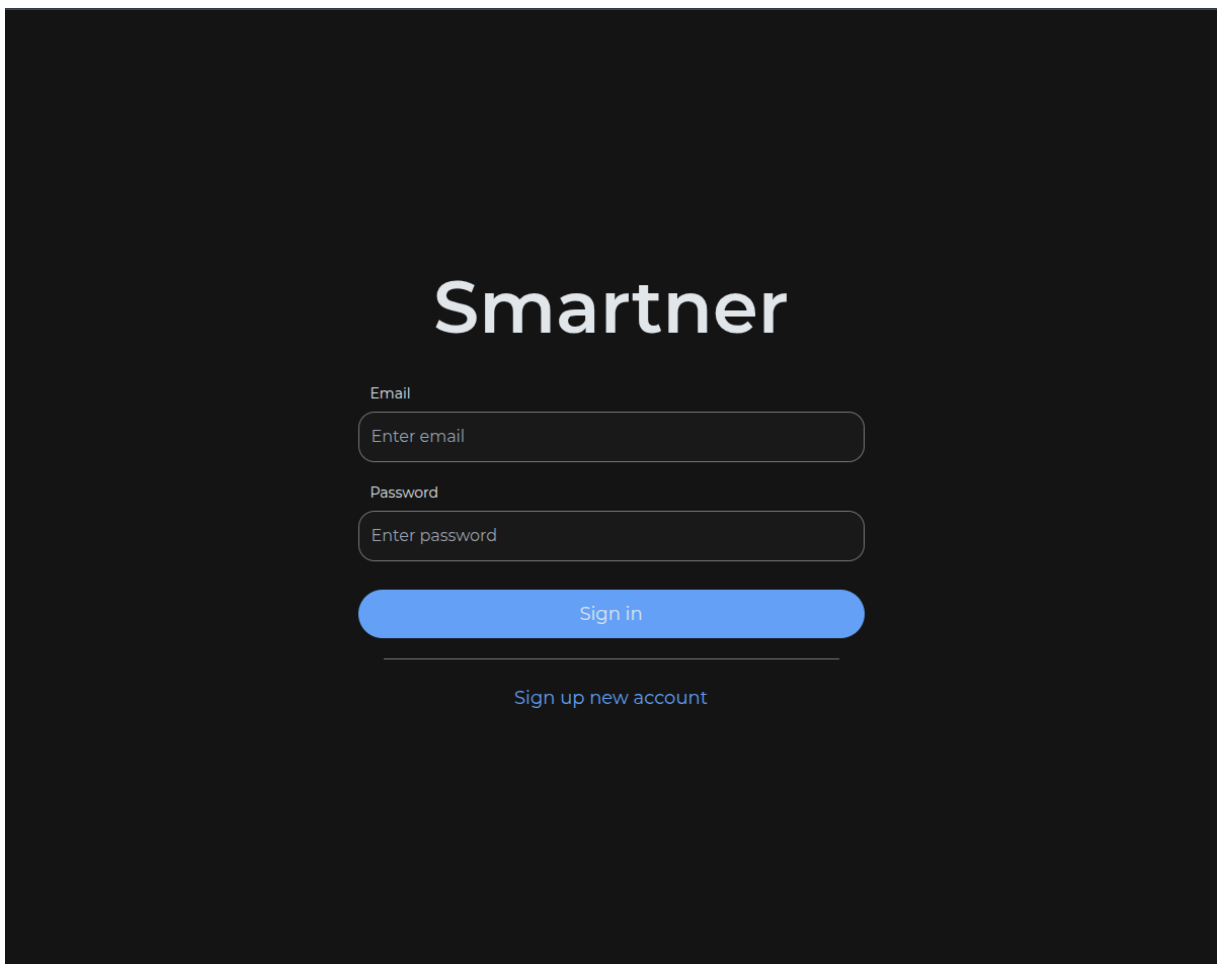 Smartner
Email
Enter email
Password
Enter password
Sign in
Sign up new account